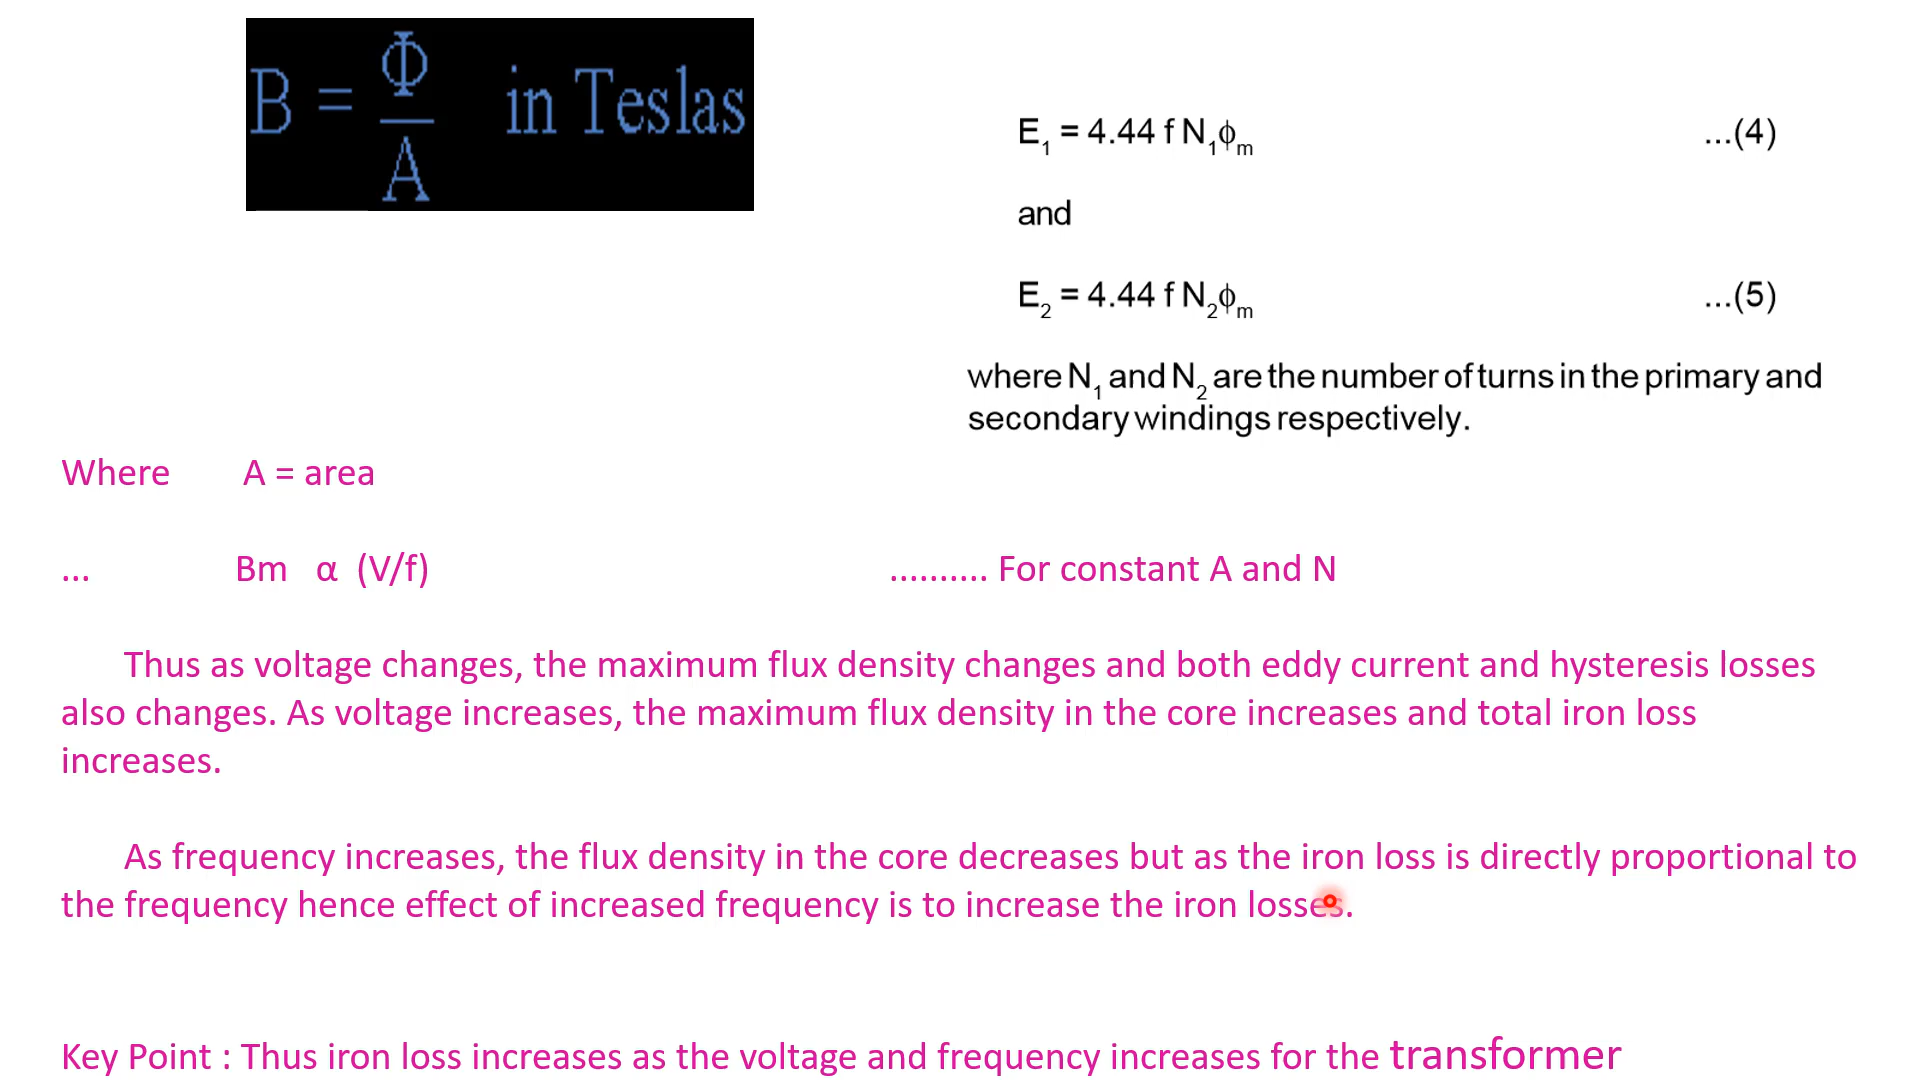 B = Φ/A in Teslas
E₁ = 4.44 f N₁ϕₘ ...(4)
and
E₂ = 4.44 f N₂ϕₘ ...(5)
where N₁ and N₂ are the number of turns in the primary and
secondary windings respectively.
Where A = area
... Bm α (V/f) .......... For constant A and N
Thus as voltage changes, the maximum flux density changes and both eddy current and hysteresis losses
also changes. As voltage increases, the maximum flux density in the core increases and total iron loss
increases.
As frequency increases, the flux density in the core decreases but as the iron loss is directly proportional to
the frequency hence effect of increased frequency is to increase the iron losses.
Key Point : Thus iron loss increases as the voltage and frequency increases for the transformer